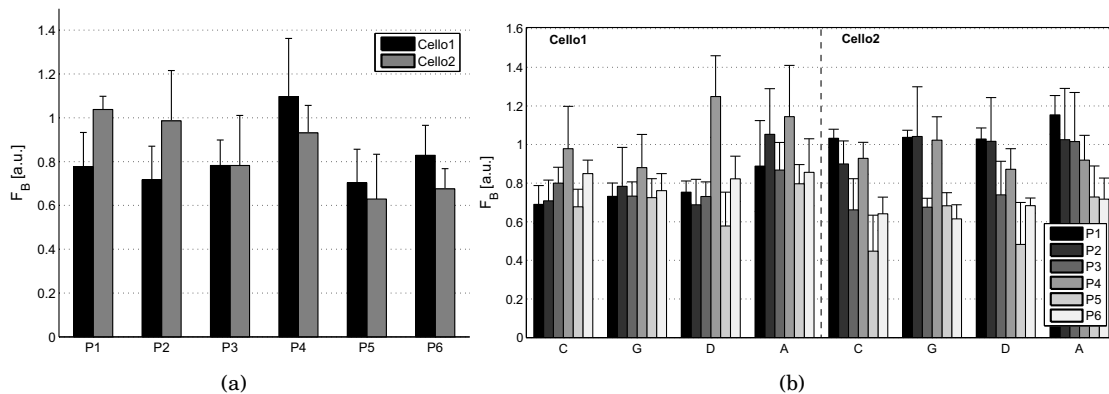 1.4
1.2
1
0.8
0.6
0.4
0.2
0
F_B [a.u.]
Cello1
Cello2
P1 P2 P3 P4 P5 P6
(a)
1.6
1.4
1.2
1
0.8
0.6
0.4
0.2
0
F_B [a.u.]
Cello1 Cello2
P1
P2
P3
P4
P5
P6
C G D A C G D A
(b)